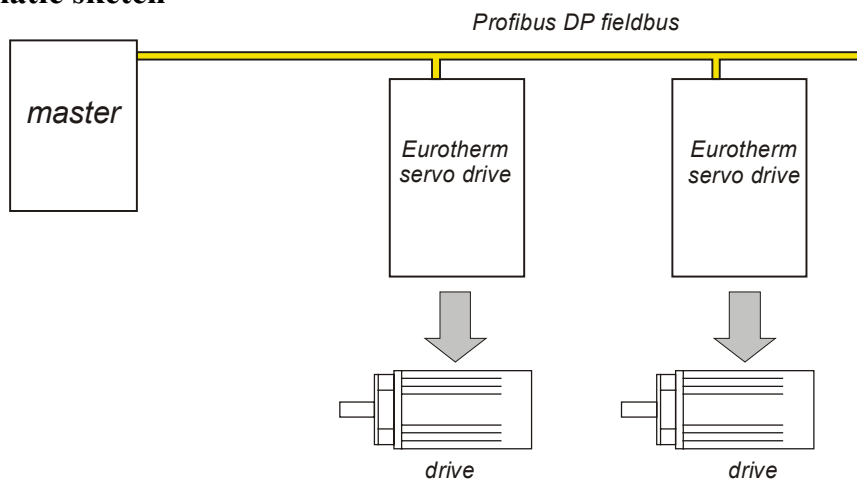 Profibus DP fieldbus
master
Eurotherm
servo drive
Eurotherm
servo drive
drive
drive